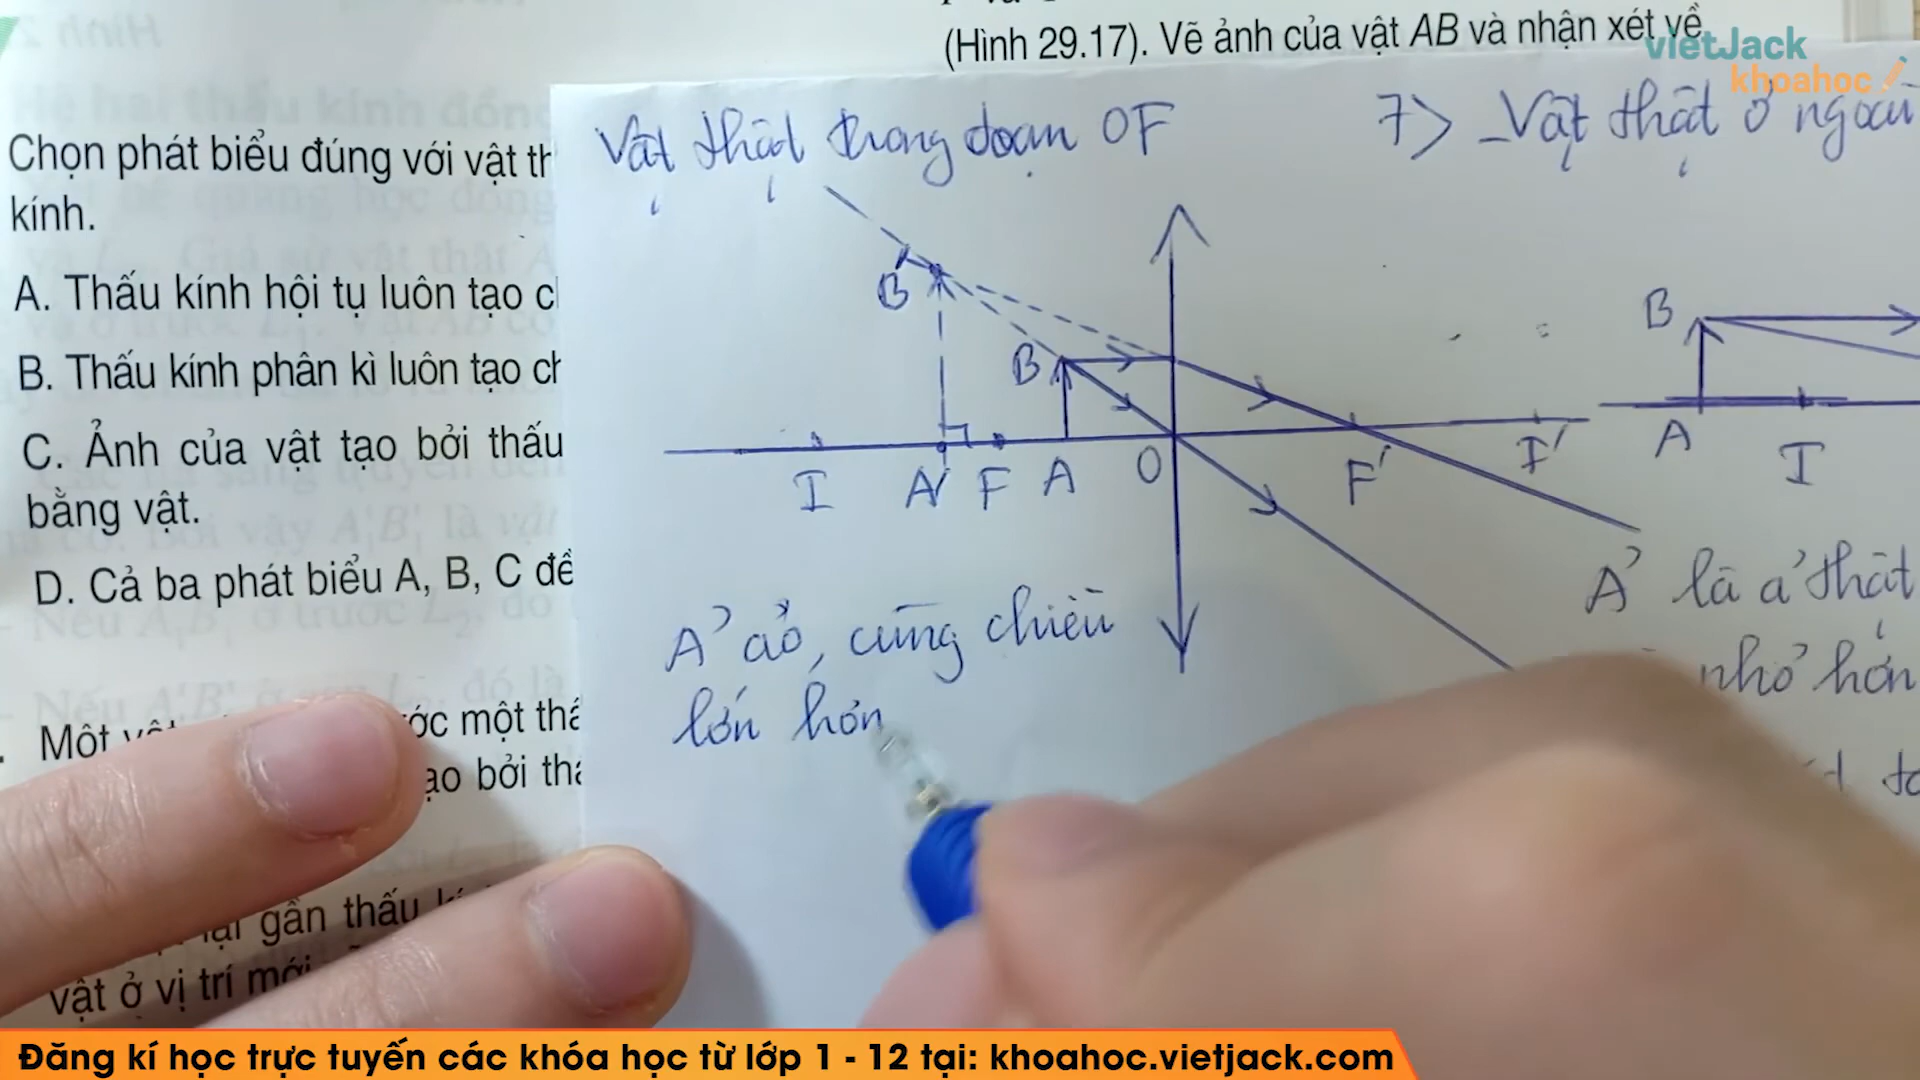 (Hình 29.17). Vẽ ảnh của vật AB và nhận xét về
vietJack
khoahoc
Chọn phát biểu đúng với vật th
kính.
A. Thấu kính hội tụ luôn tạo
B. Thấu kính phân kì luôn tạo ch
C. Ảnh của vật tạo bởi thấu
bằng vật.
D. Cả ba phát biểu A, B, C đề
Một một thấ
tạo bởi thấ
lại gần thấu
vật ở vị trí mới
Vật thật trong đoạn OF
B'
B
I A' F A O F' I'
Ả ảo, cùng chiều
lớn hơn
7> - Vật thật ở ngoài
B
A I
Ả là ả thật
nhỏ hơn
Đăng kí học trực tuyến các khóa học từ lớp 1 - 12 tại: khoahoc.vietjack.com